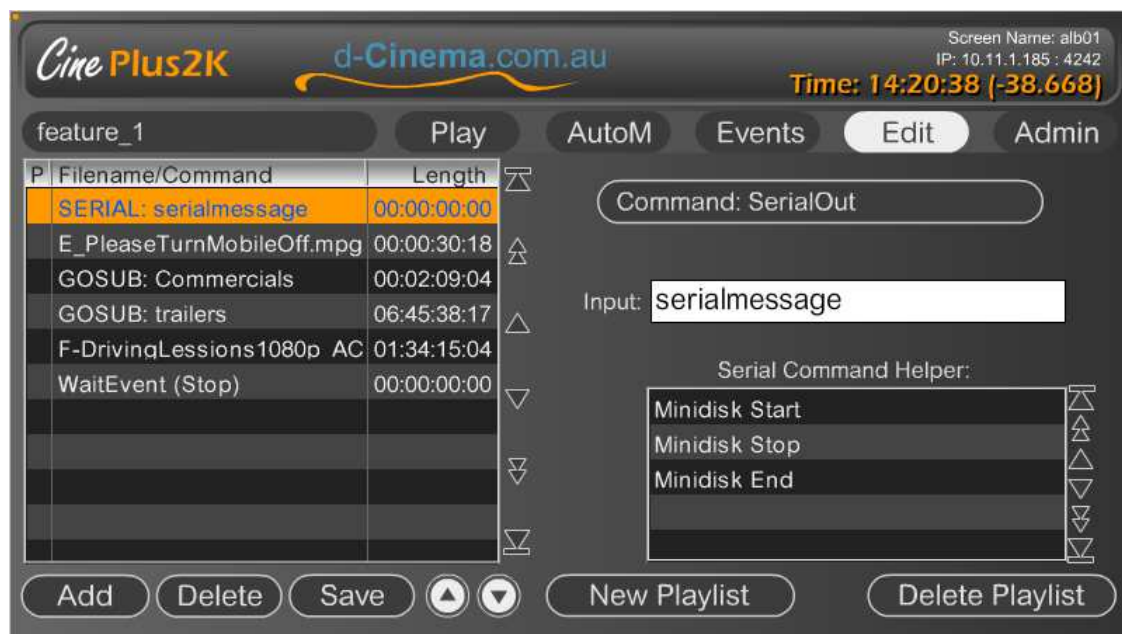 Cine Plus2K
d-Cinema.com.au
Screen Name: alb01
IP: 10.11.1.185 : 4242
Time: 14:20:38 (-38.668)
feature_1
Play
AutoM
Events
Edit
Admin
P Filename/Command Length
SERIAL: serialmessage 00:00:00:00
E_PleaseTurnMobileOff.mpg 00:00:30:18
GOSUB: Commercials 00:02:09:04
GOSUB: trailers 06:45:38:17
F-DrivingLessions1080p AC 01:34:15:04
WaitEvent (Stop) 00:00:00:00
Command: SerialOut
Input: serialmessage
Serial Command Helper:
Minidisk Start
Minidisk Stop
Minidisk End
Add
Delete
Save
New Playlist
Delete Playlist